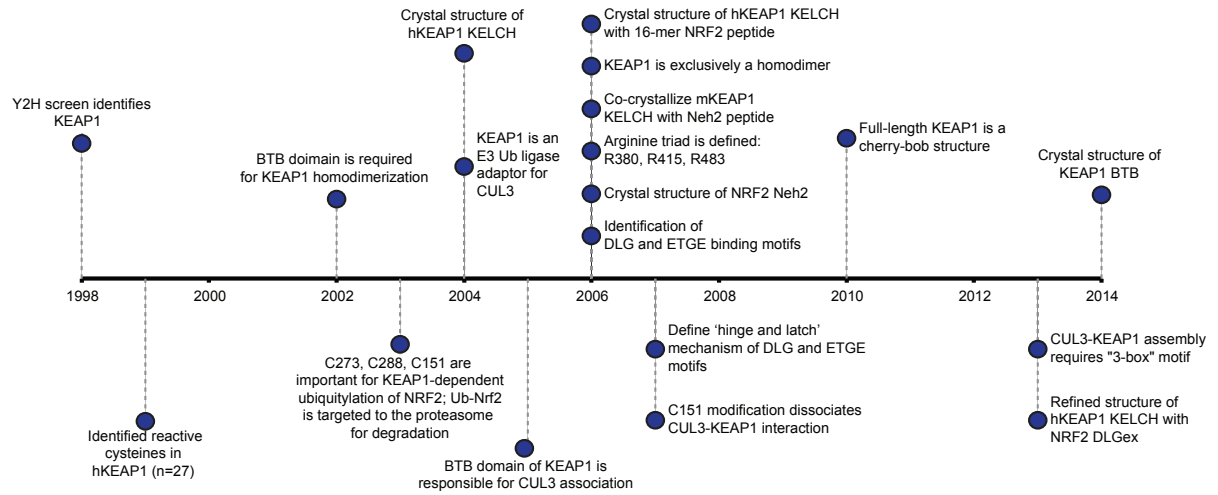 Crystal structure of
hKEAP1 KELCH
Crystal structure of hKEAP1 KELCH
with 16-mer NRF2 peptide
KEAP1 is exclusively a homodimer
Y2H screen identifies
KEAP1
Co-crystallize mKEAP1
KELCH with Neh2 peptide
BTB domain is required
for KEAP1 homodimerization
KEAP1 is an
E3 Ub ligase
adaptor for
CUL3
Arginine triad is defined:
R380, R415, R483
Full-length KEAP1 is a
cherry-bob structure
Crystal structure of
KEAP1 BTB
Crystal structure of NRF2 Neh2
Identification of
DLG and ETGE binding motifs
1998
2000
2002
2004
2006
2008
2010
2012
2014
C273, C288, C151 are
important for KEAP1-dependent
ubiquitylation of NRF2; Ub-Nrf2
is targeted to the proteasome
for degradation
Define ‘hinge and latch’
mechanism of DLG and ETGE
motifs
CUL3-KEAP1 assembly
requires "3-box" motif
Identified reactive
cysteines in
hKEAP1 (n=27)
C151 modification dissociates
CUL3-KEAP1 interaction
Refined structure of
hKEAP1 KELCH with
NRF2 DLGex
BTB domain of KEAP1 is
responsible for CUL3 association